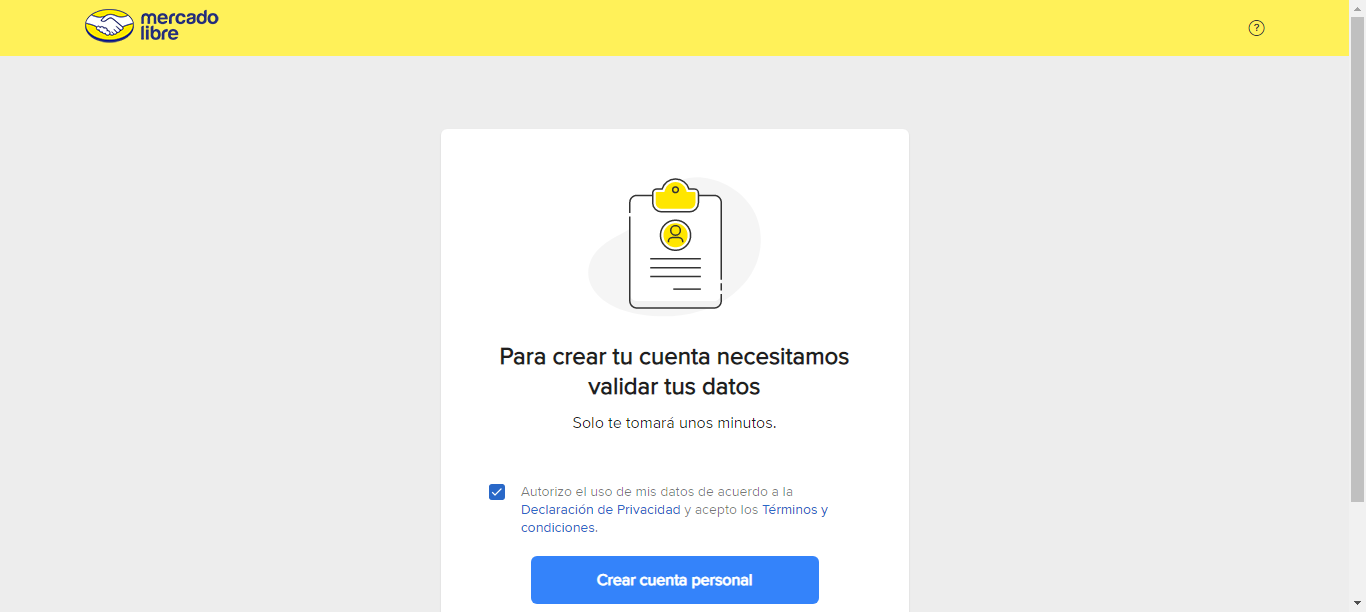 mercado
libre
?
Para crear tu cuenta necesitamos
validar tus datos
Solo te tomará unos minutos.
Autorizo el uso de mis datos de acuerdo a la
Declaración de Privacidad y acepto los Términos y
condiciones.
Crear cuenta personal